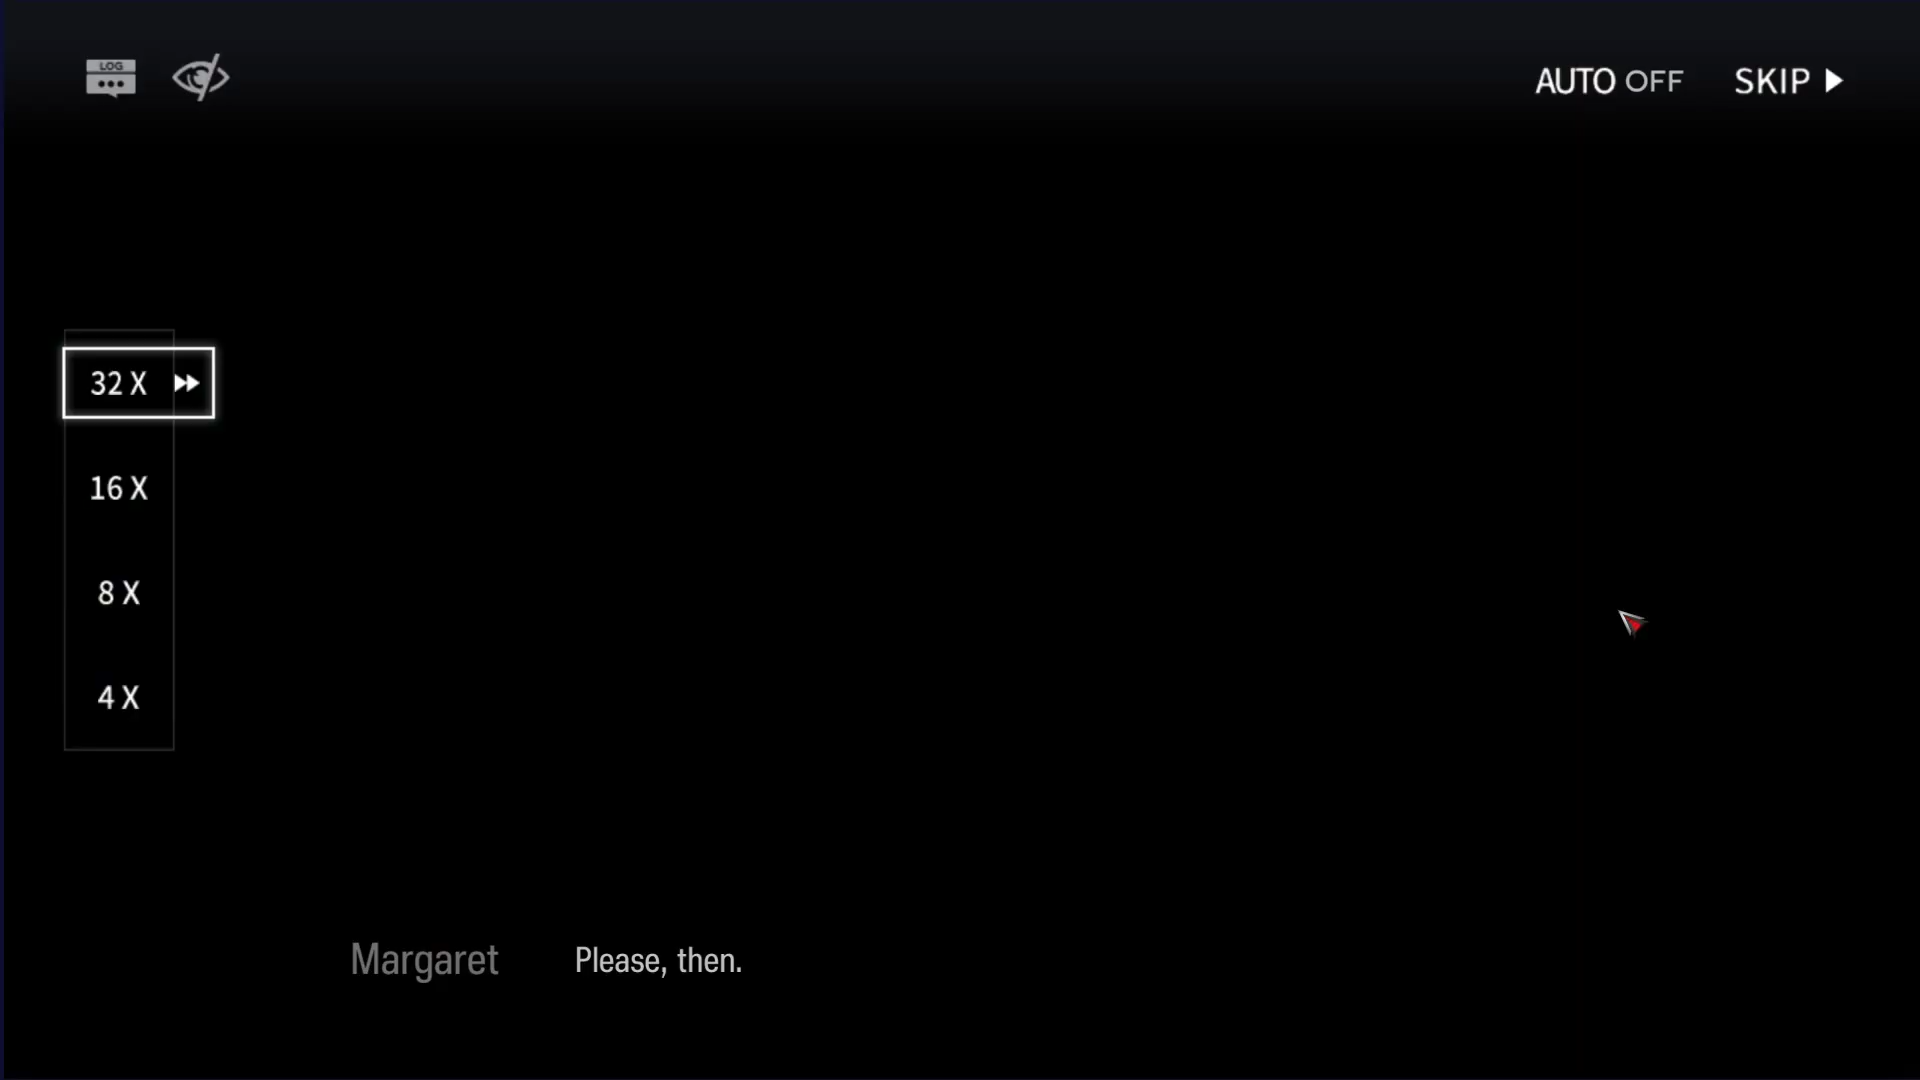 LOG
AUTO OFF
SKIP
32 X
16 X
8 X
4 X
Margaret
Please, then.